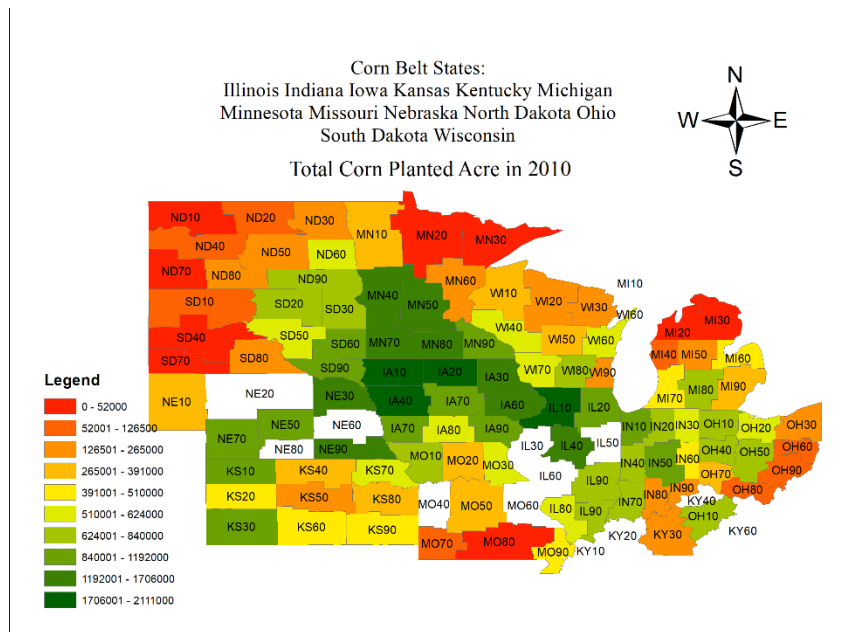 Corn Belt States:
Illinois Indiana Iowa Kansas Kentucky Michigan
Minnesota Missouri Nebraska North Dakota Ohio
South Dakota Wisconsin
Total Corn Planted Acre in 2010
N
W E
S
ND10 ND20 ND30 MN10 MN20 MN30
ND40 ND50 ND60
ND70 ND80 ND90 MN60 MI10
SD10 SD20 SD30 MN40 MN50 WI10 WI20 WI30 WI60
SD40 SD50 SD60 MN70 MN80 MN90 WI40 WI50 WI60 MI20 MI30
SD70 SD80 SD90 IA10 IA20 IA30 WI70 WI80 WI90 MI40 MI50 MI60
NE10 NE20 NE30 IA40 IA70 IA60 IL10 IL20 MI70 MI80 MI90
NE70 NE50 NE60 IA70 IA80 IA90 IL30 IL40 IL50 IN10 IN20 IN30 OH10 OH20 OH30
NE80 NE90 MO10 MO20 MO30 IL60 IL90 IN40 IN50 IN60 OH40 OH50 OH60
KS10 KS40 KS70 OH70 OH90
KS20 KS50 KS80 MO40 MO50 MO60 IL80 IL90 IN70 IN80 IN90 KY40 OH80
KS30 KS60 KS90 MO70 MO80 MO90 KY10 KY20 KY30 OH10 KY60
Legend
0 - 52000
52001 - 126500
126501 - 265000
265001 - 391000
391001 - 510000
510001 - 624000
624001 - 840000
840001 - 1192000
1192001 - 1706000
1706001 - 2111000